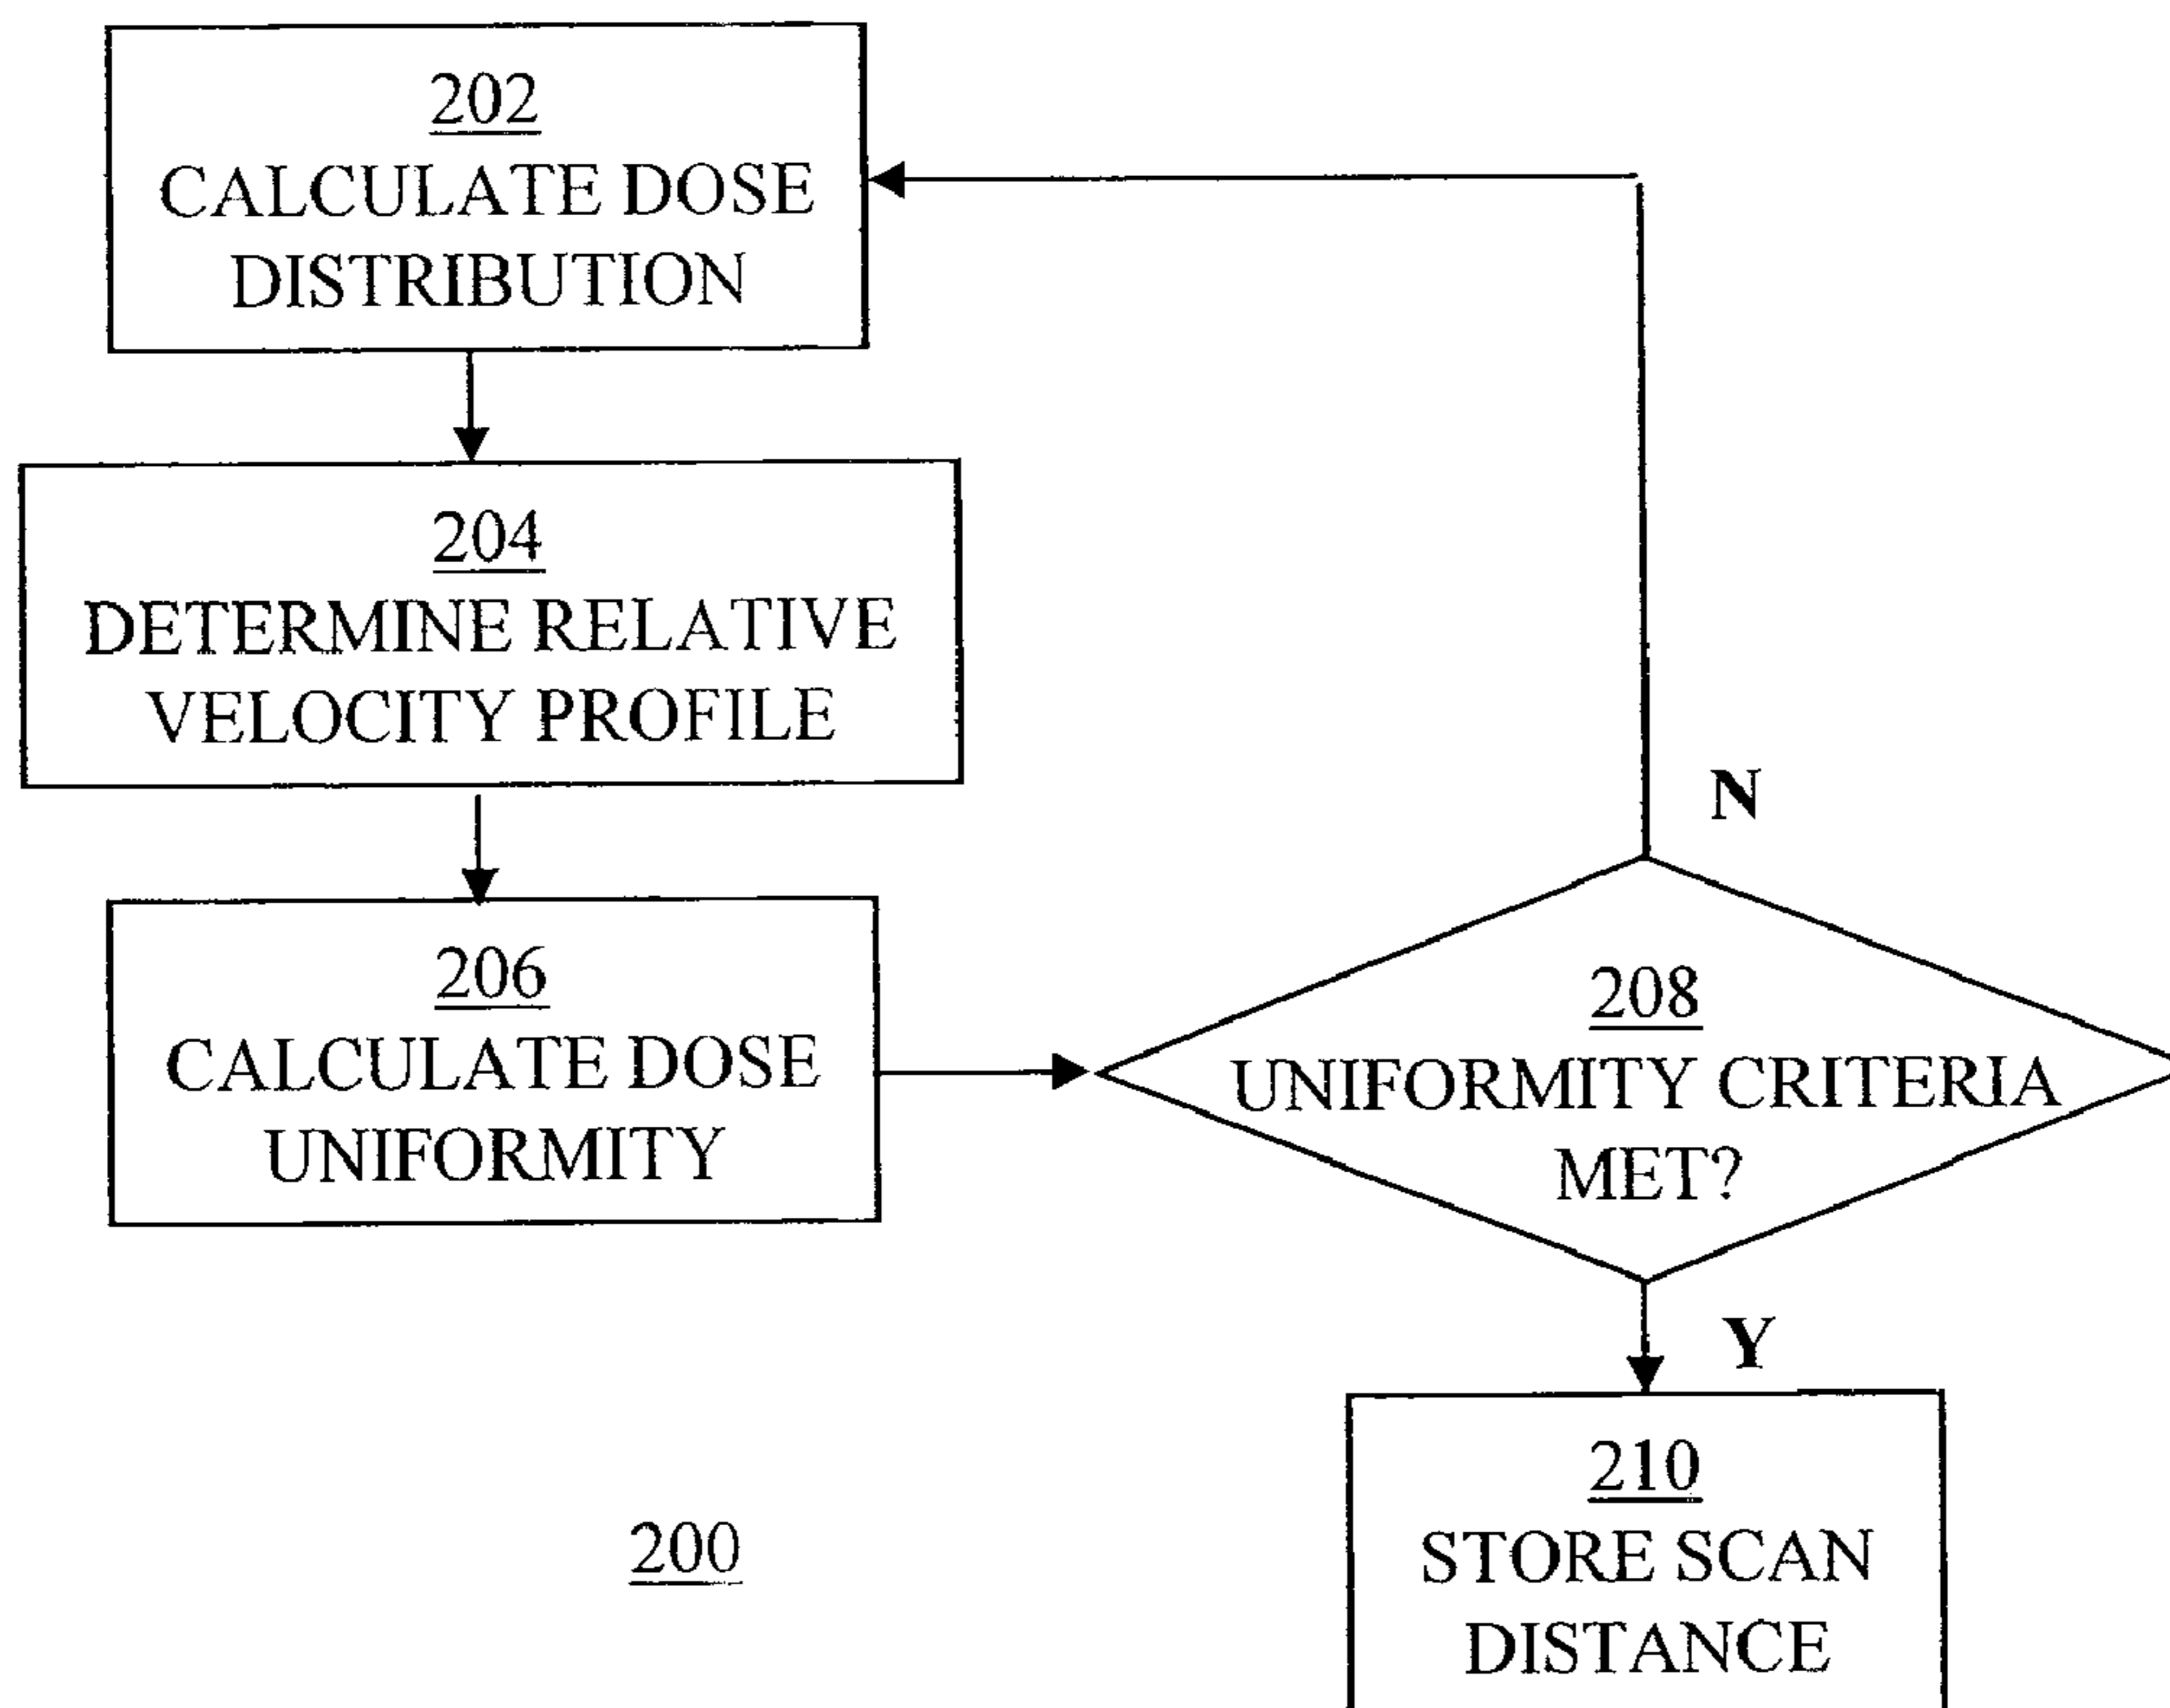 202
CALCULATE DOSE
DISTRIBUTION
204
DETERMINE RELATIVE
VELOCITY PROFILE
N
206
CALCULATE DOSE
UNIFORMITY
208
UNIFORMITY CRITERIA
MET?
Y
210
STORE SCAN
DISTANCE
200